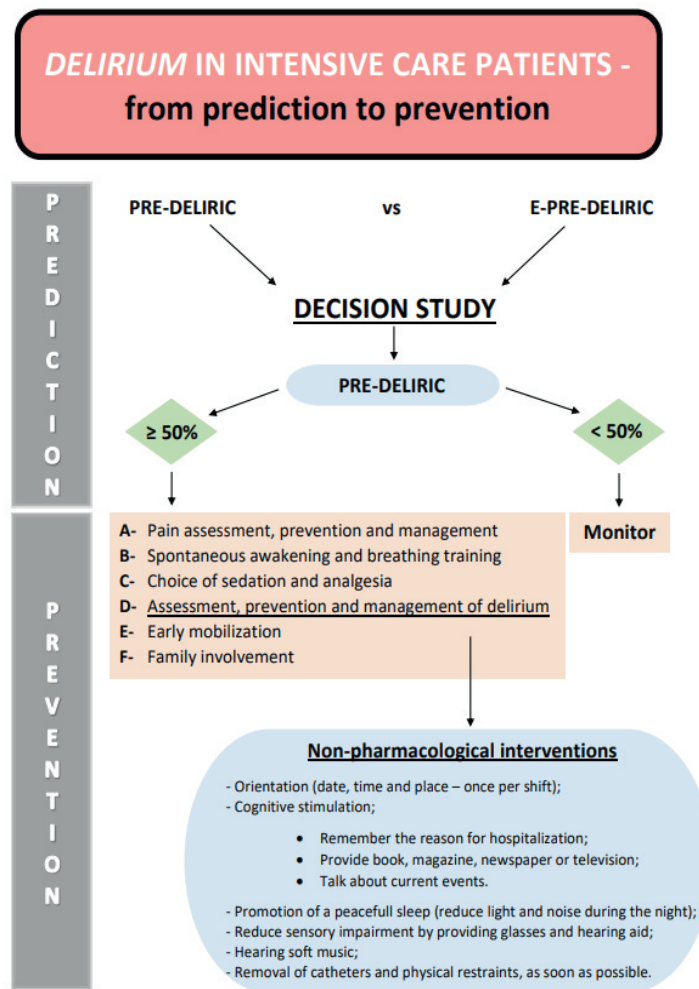 DELIRIUM IN INTENSIVE CARE PATIENTS -
from prediction to prevention
PREDICTION
PRE-DELIRIC vs E-PRE-DELIRIC
DECISION STUDY
PRE-DELIRIC
≥ 50% < 50%
PREVENTION
A- Pain assessment, prevention and management
B- Spontaneous awakening and breathing training
C- Choice of sedation and analgesia
D- Assessment, prevention and management of delirium
E- Early mobilization
F- Family involvement
Monitor
Non-pharmacological interventions
- Orientation (date, time and place – once per shift);
- Cognitive stimulation;
• Remember the reason for hospitalization;
• Provide book, magazine, newspaper or television;
• Talk about current events.
- Promotion of a peacefull sleep (reduce light and noise during the night);
- Reduce sensory impairment by providing glasses and hearing aid;
- Hearing soft music;
- Removal of catheters and physical restraints, as soon as possible.